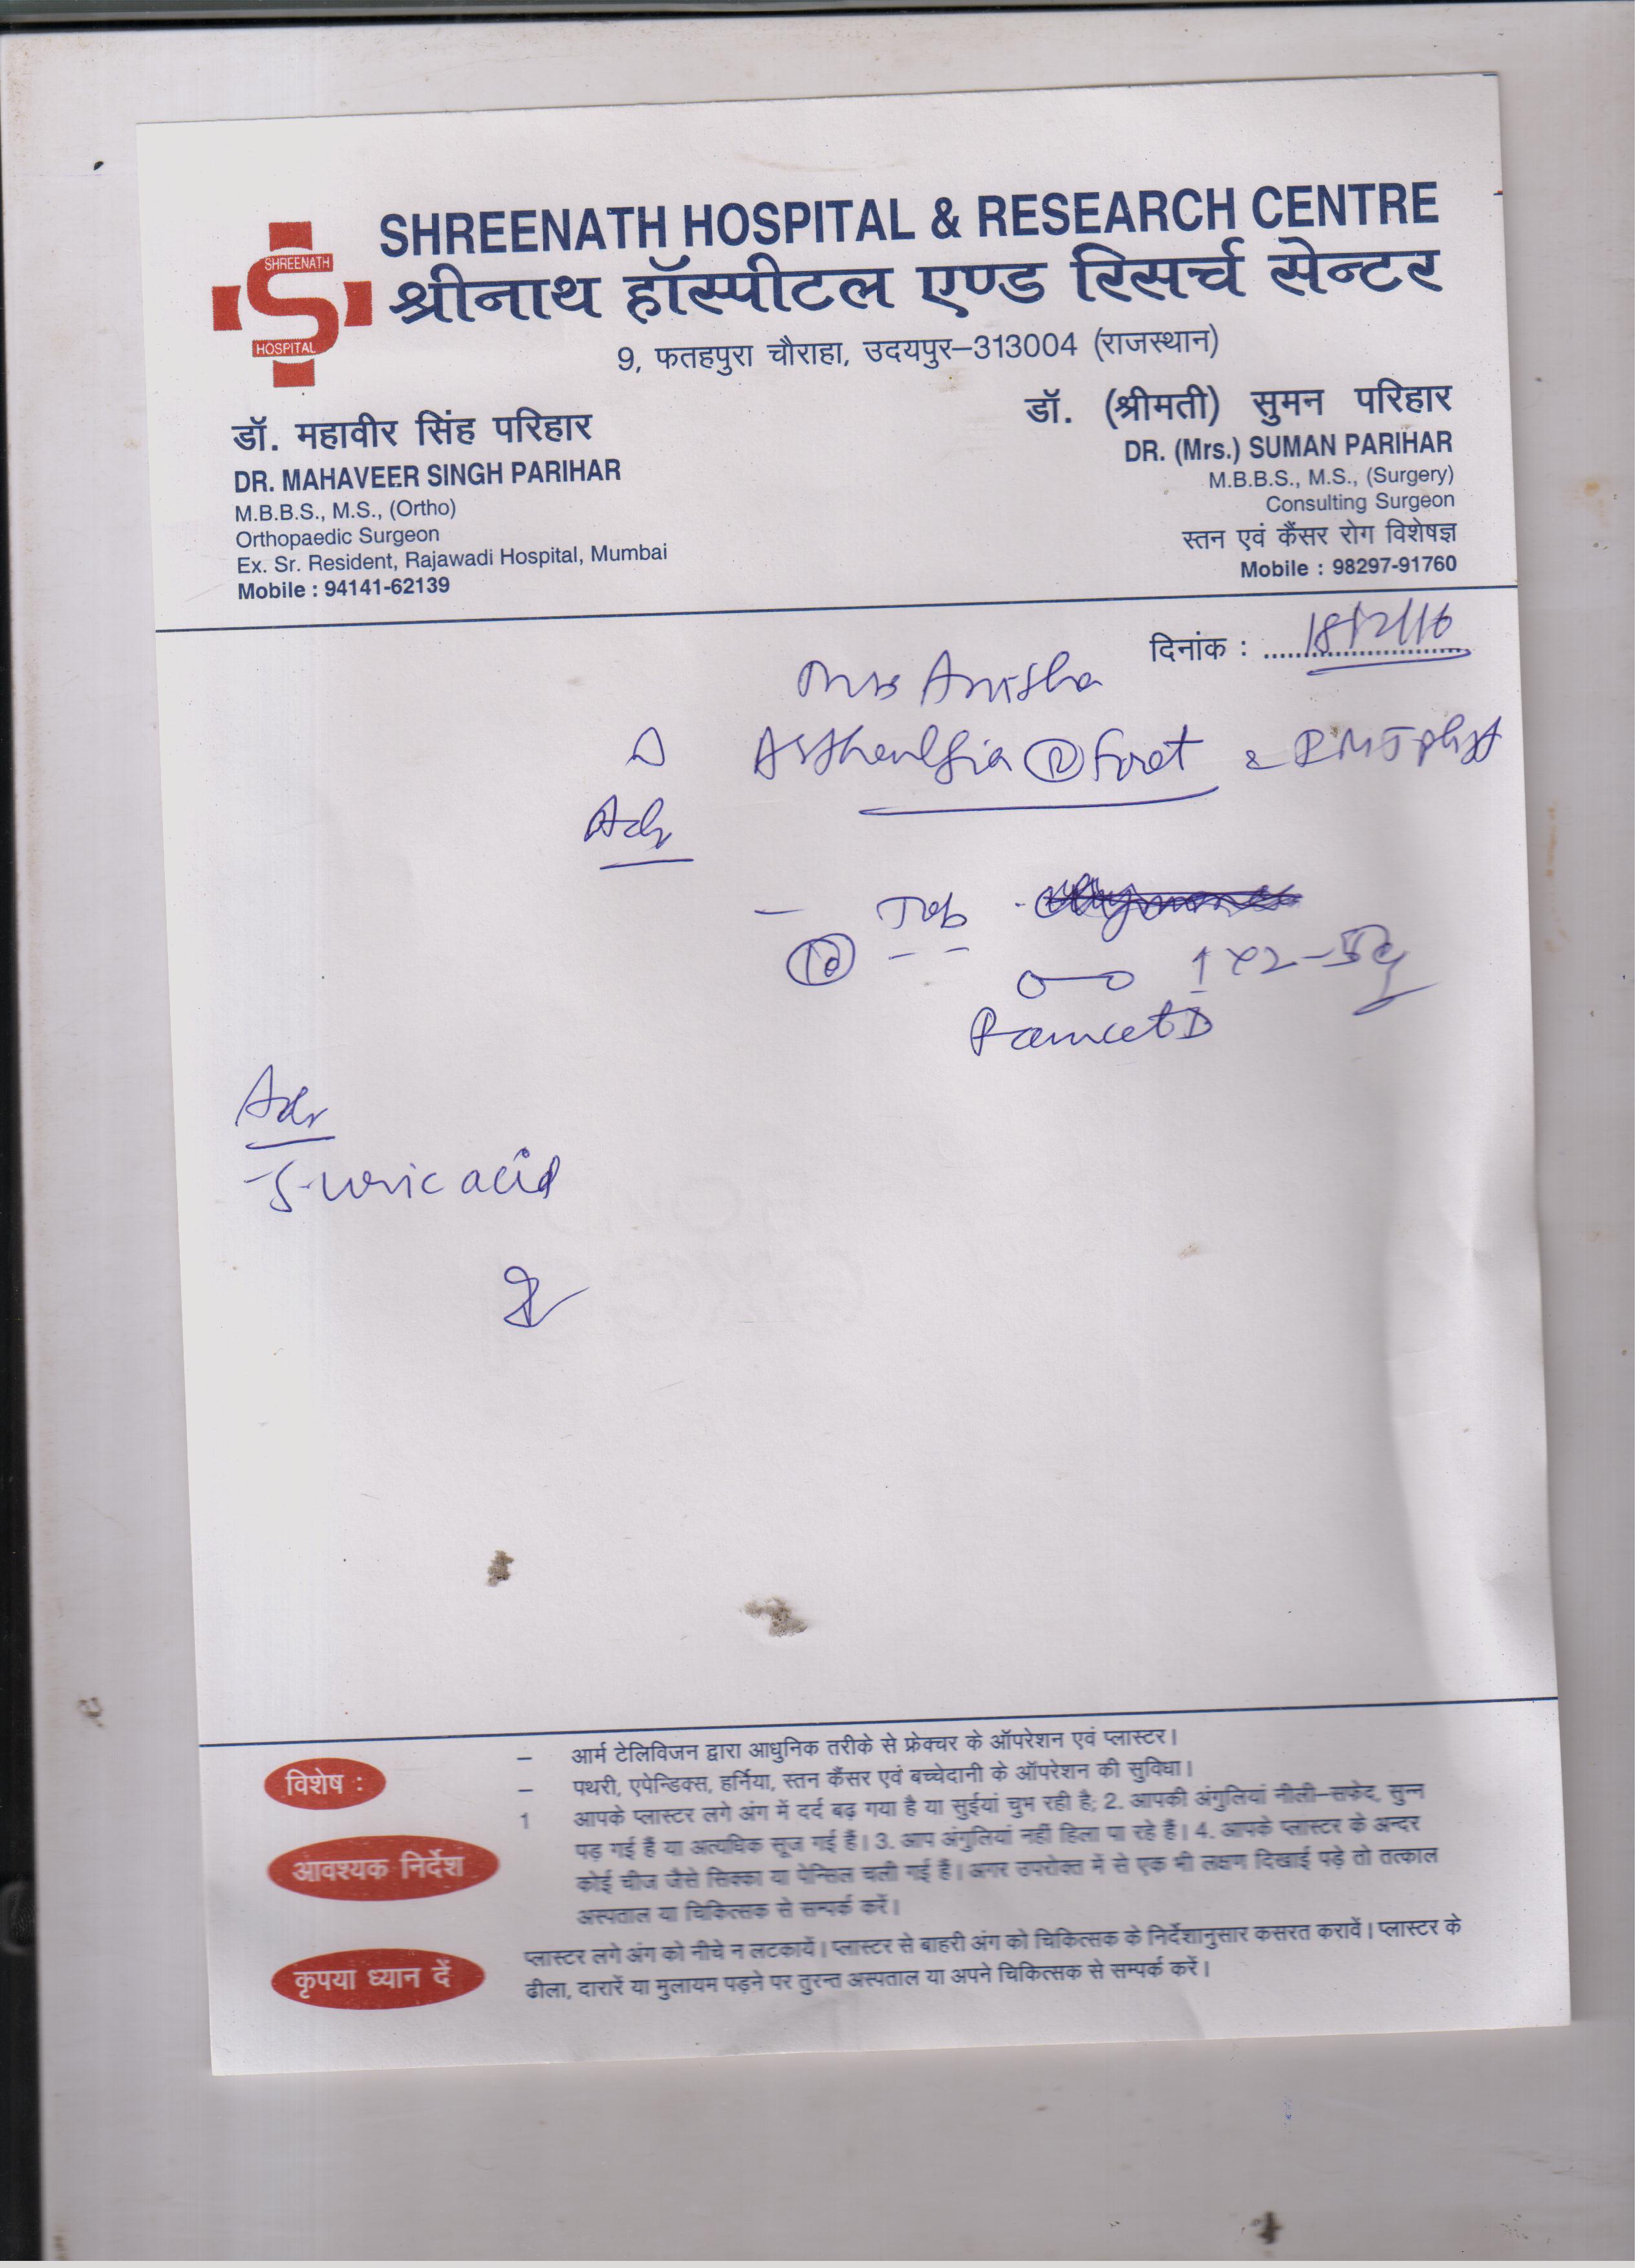 SHREENATH HOSPITAL & RESEARCH CENTRE
श्रीनाथ हॉस्पीटल एण्ड रिसर्च सेन्टर
SHREENATH
HOSPITAL
9, फतहपुरा चौराहा, उदयपुर–313004 (राजस्थान)
डॉ. महावीर सिंह परिहार
DR. MAHAVEER SINGH PARIHAR
M.B.B.S., M.S., (Ortho)
Orthopaedic Surgeon
Ex. Sr. Resident, Rajawadi Hospital, Mumbai
Mobile : 94141-62139
डॉ. (श्रीमती) सुमन परिहार
DR. (Mrs.) SUMAN PARIHAR
M.B.B.S., M.S., (Surgery)
Consulting Surgeon
स्तन एवं कैंसर रोग विशेषज्ञ
Mobile : 98297-91760
दिनांक :
Mrs Anisha
foot
Adv
- Tab
1 x 2 -
Adv
- S. uric acid
विशेष :
– आर्म टेलिविजन द्वारा आधुनिक तरीके से फ्रेक्चर के ऑपरेशन एवं प्लास्टर।
– पथरी, एपेन्डिक्स, हर्निया, स्तन कैंसर एवं बच्चेदानी के ऑपरेशन की सुविधा।
आवश्यक निर्देश
1 आपके प्लास्टर लगे अंग में दर्द बढ़ गया है या सुईयां चुभ रही है; 2. आपकी अंगुलियां नीली–सफेद, सुन्न
पड़ गई हैं या अत्यधिक सूज गई हैं। 3. आप अंगुलियां नहीं हिला पा रहे हैं। 4. आपके प्लास्टर के अन्दर
कोई चीज जैसे सिक्का या पेन्सिल चली गई हैं। अगर उपरोक्त में से एक भी लक्षण दिखाई पड़े तो तत्काल
अस्पताल या चिकित्सक से सम्पर्क करें।
कृपया ध्यान दें
प्लास्टर लगे अंग को नीचे न लटकायें। प्लास्टर से बाहरी अंग को चिकित्सक के निर्देशानुसार कसरत करावें। प्लास्टर के
ढीला, दारारें या मुलायम पड़ने पर तुरन्त अस्पताल या अपने चिकित्सक से सम्पर्क करें।